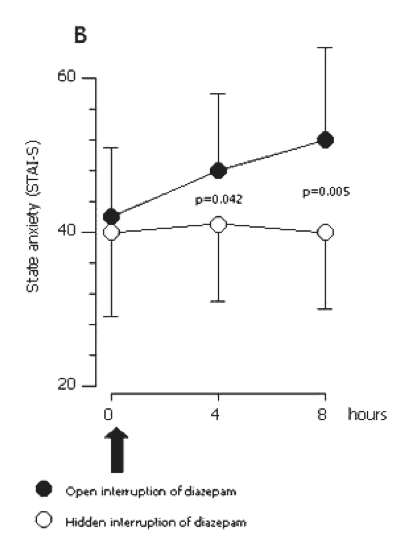 B
60
p=0.042
p=0.005
40
20
State anxiety (STAI-S)
0 4 8 hours
Open interruption of diazepam
Hidden interruption of diazepam